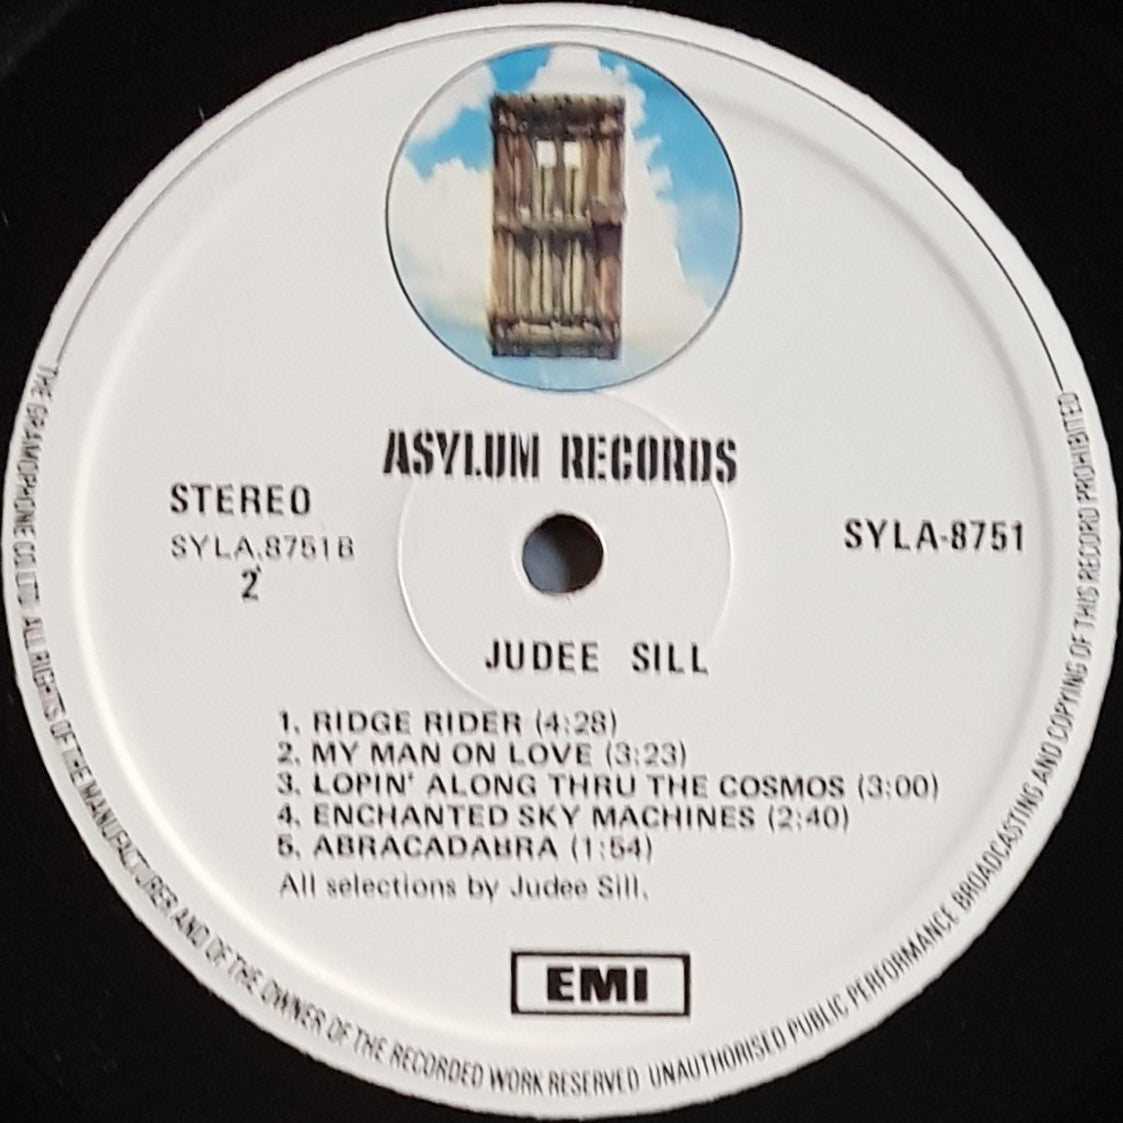 ASYLUM RECORDS
STEREO
SYLA.8751B
2
SYLA-8751
JUDEE SILL
1. RIDGE RIDER (4:28)
2. MY MAN ON LOVE (3:23)
3. LOPIN' ALONG THRU THE COSMOS (3:00)
4. ENCHANTED SKY MACHINES (2:40)
5. ABRACADABRA (1:54)
All selections by Judee Sill.
EMI
THE GRAMOPHONE CO. LTD. ALL RIGHTS OF THE MANUFACTURER AND OF THE OWNER OF THE RECORDED WORK RESERVED UNAUTHORISED PUBLIC PERFORMANCE BROADCASTING AND COPYING OF THIS RECORD PROHIBITED